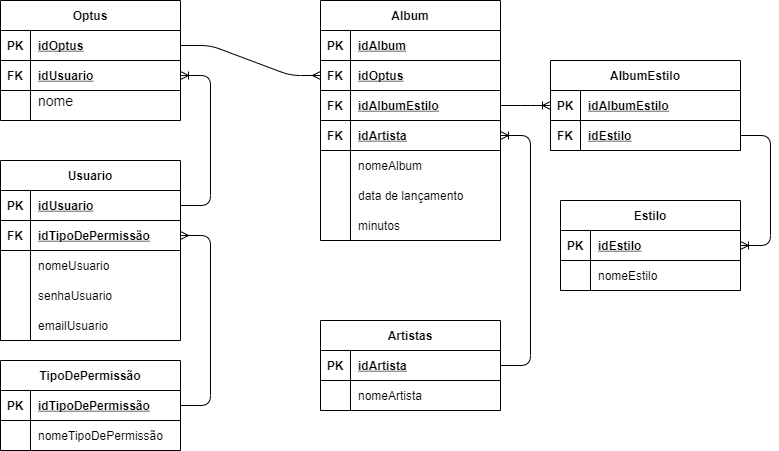 Optus
PK idOptus
FK idUsuario
nome
Usuario
PK idUsuario
FK idTipoDePermissão
nomeUsuario
senhaUsuario
emailUsuario
TipoDePermissão
PK idTipoDePermissão
nomeTipoDePermissão
Album
PK idAlbum
FK idOptus
FK idAlbumEstilo
FK idArtista
nomeAlbum
data de lançamento
minutos
Artistas
PK idArtista
nomeArtista
AlbumEstilo
PK idAlbumEstilo
FK idEstilo
Estilo
PK idEstilo
nomeEstilo